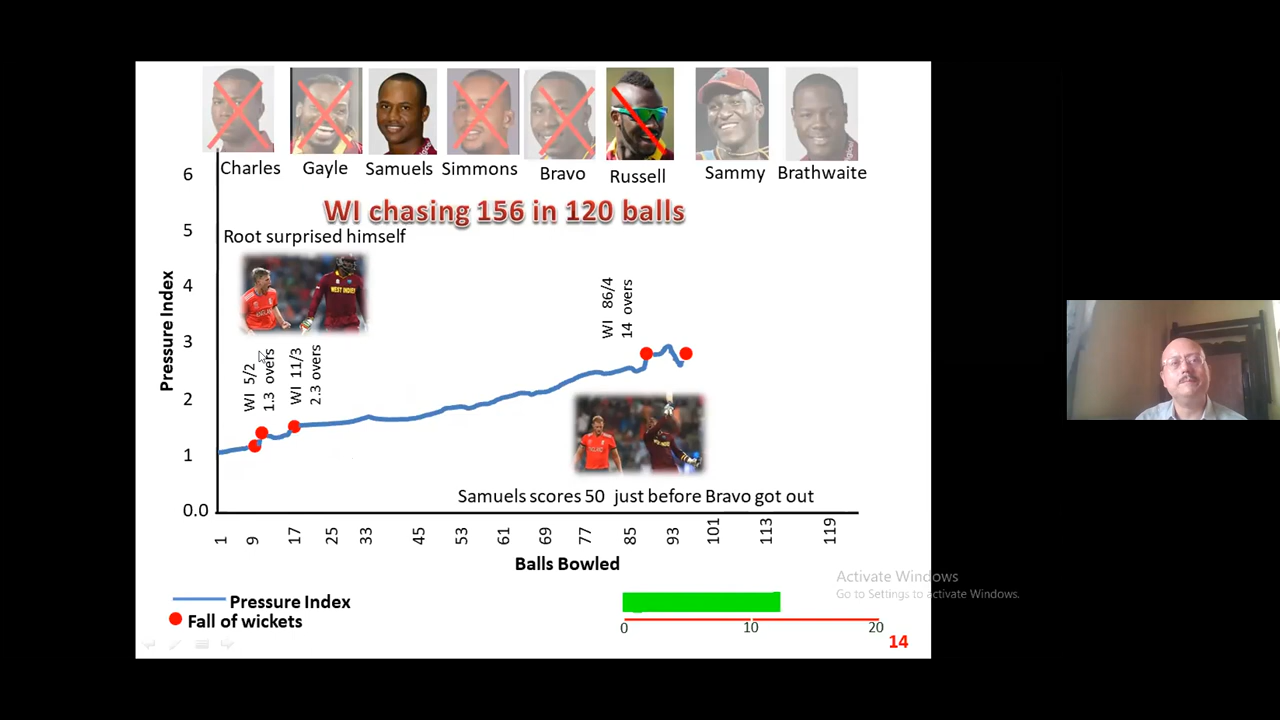 Charles
Gayle
Samuels
Simmons
Bravo
Russell
Sammy
Brathwaite
WI chasing 156 in 120 balls
Root surprised himself
6
5
4
3
2
1
0.0
Pressure Index
WI 5/2
1.3 overs
WI 11/3
2.3 overs
WI 86/4
14 overs
WEST INDIES
Samuels scores 50 just before Bravo got out
1
9
17
25
33
45
53
61
69
77
85
93
101
113
119
Balls Bowled
Pressure Index
Fall of wickets
0
10
20
14
Activate Windows
Go to Settings to activate Windows.